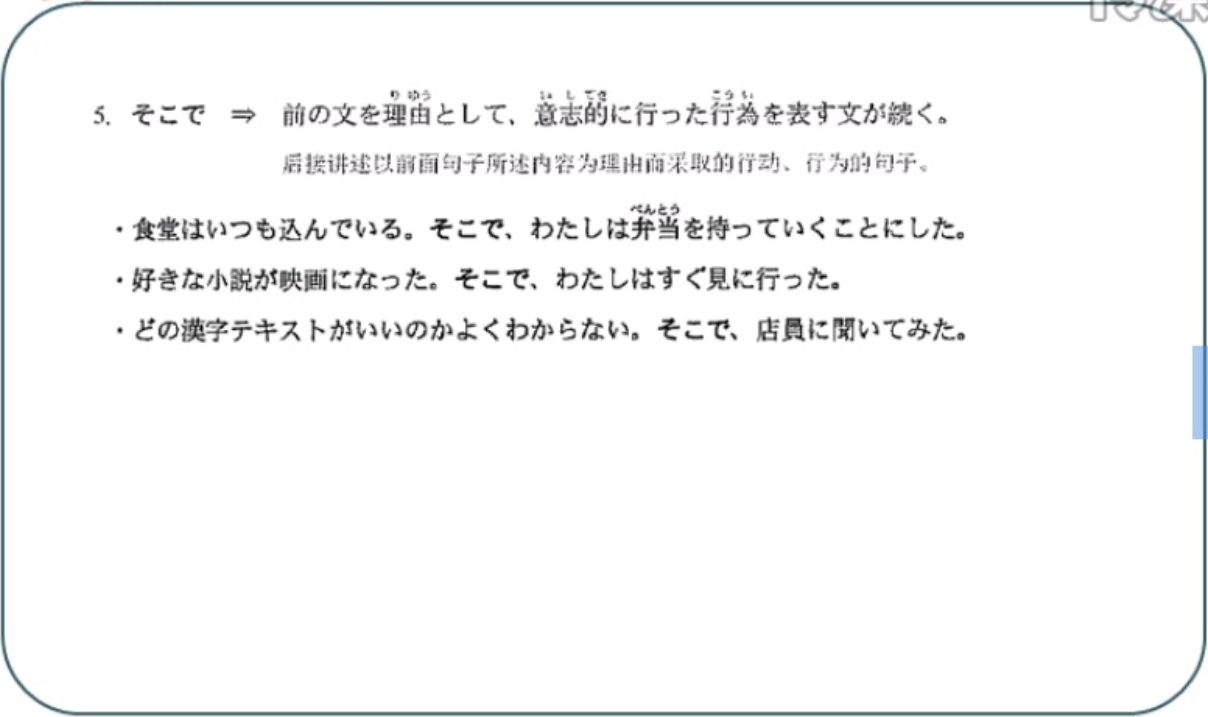 5. そこで ⇒ 前の文を理由として、意志的に行った行為を表す文が続く。
后接讲述以前面句子所述内容为理由而采取的行动、行为的句子。
・食堂はいつも込んでいる。そこで、わたしは弁当を持っていくことにした。
・好きな小説が映画になった。そこで、わたしはすぐ見に行った。
・どの漢字テキストがいいのかよくわからない。そこで、店員に聞いてみた。